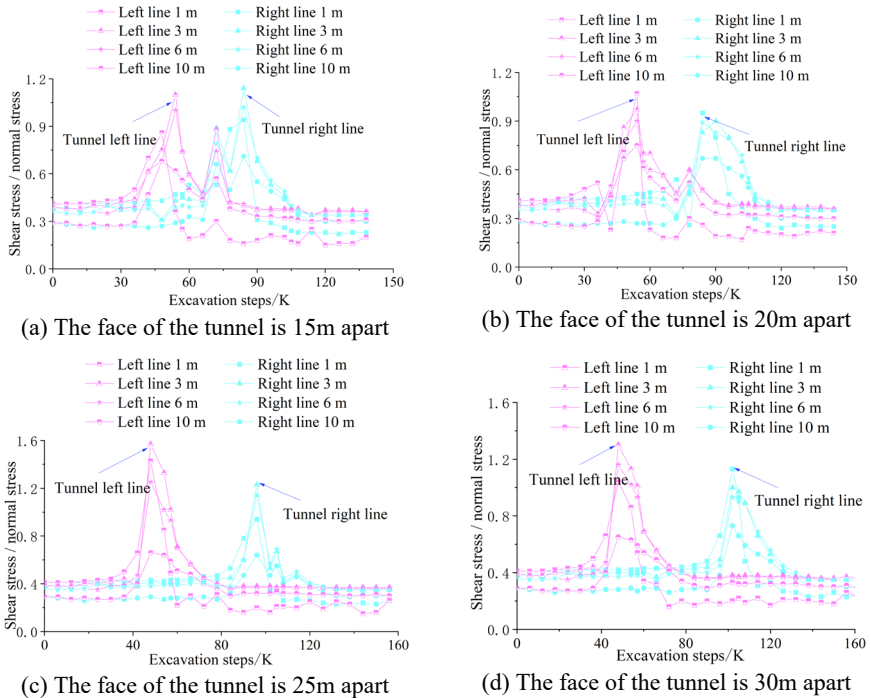 Left line 1 m Right line 1 m
Left line 3 m Right line 3 m
Left line 6 m Right line 6 m
Left line 10 m Right line 10 m
1.2
0.9
0.6
0.3
0.0
Shear stress / normal stress
Tunnel left line
Tunnel right line
0 30 60 90 120 150
Excavation steps/K
(a) The face of the tunnel is 15m apart
Left line 1 m Right line 1 m
Left line 3 m Right line 3 m
Left line 6 m Right line 6 m
Left line 10 m Right line 10 m
1.2
0.9
0.6
0.3
0.0
Shear stress / normal stress
Tunnel left line
Tunnel right line
0 30 60 90 120 150
Excavation steps/K
(b) The face of the tunnel is 20m apart
Left line 1 m Right line 1 m
Left line 3 m Right line 3 m
Left line 6 m Right line 6 m
Left line 10 m Right line 10 m
1.6
1.2
0.8
0.4
0.0
Shear stress / normal stress
Tunnel left line
Tunnel right line
0 40 80 120 160
Excavation steps/K
(c) The face of the tunnel is 25m apart
Left line 1 m Right line 1 m
Left line 3 m Right line 3 m
Left line 6 m Right line 6 m
Left line 10 m Right line 10 m
1.6
1.2
0.8
0.4
0.0
Shear stress / normal stress
Tunnel left line
Tunnel right line
0 40 80 120 160
Excavation steps/K
(d) The face of the tunnel is 30m apart